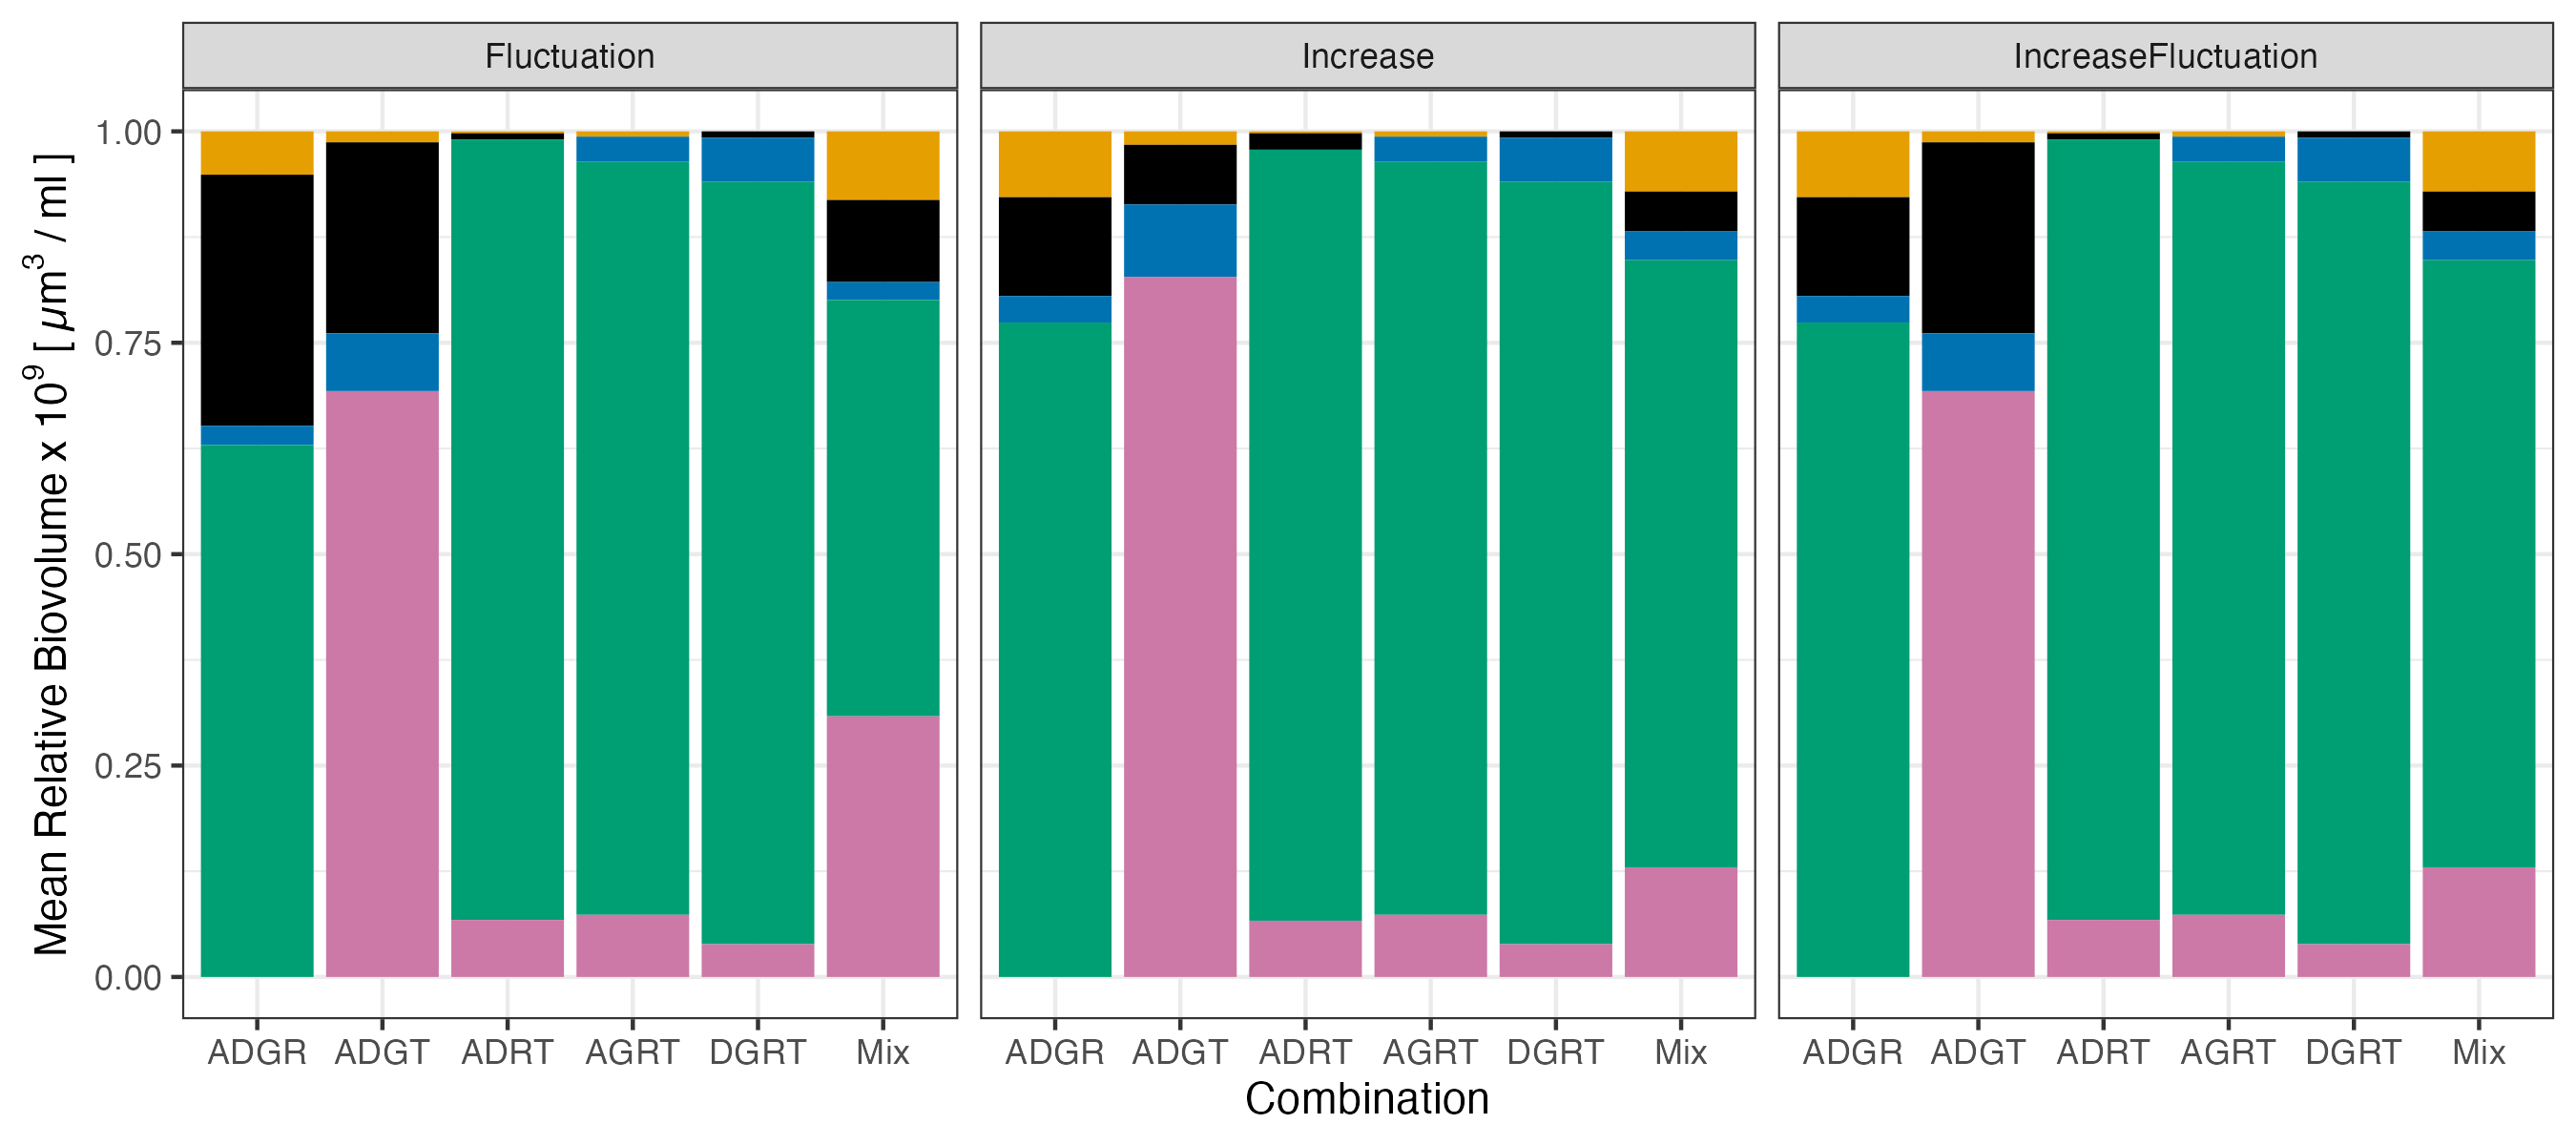 Fluctuation
Increase
IncreaseFluctuation
Mean Relative Biovolume x 10⁹ [ µm³ / ml ]
1.00
0.75
0.50
0.25
0.00
ADGR ADGT ADRT AGRT DGRT Mix
ADGR ADGT ADRT AGRT DGRT Mix
ADGR ADGT ADRT AGRT DGRT Mix
Combination